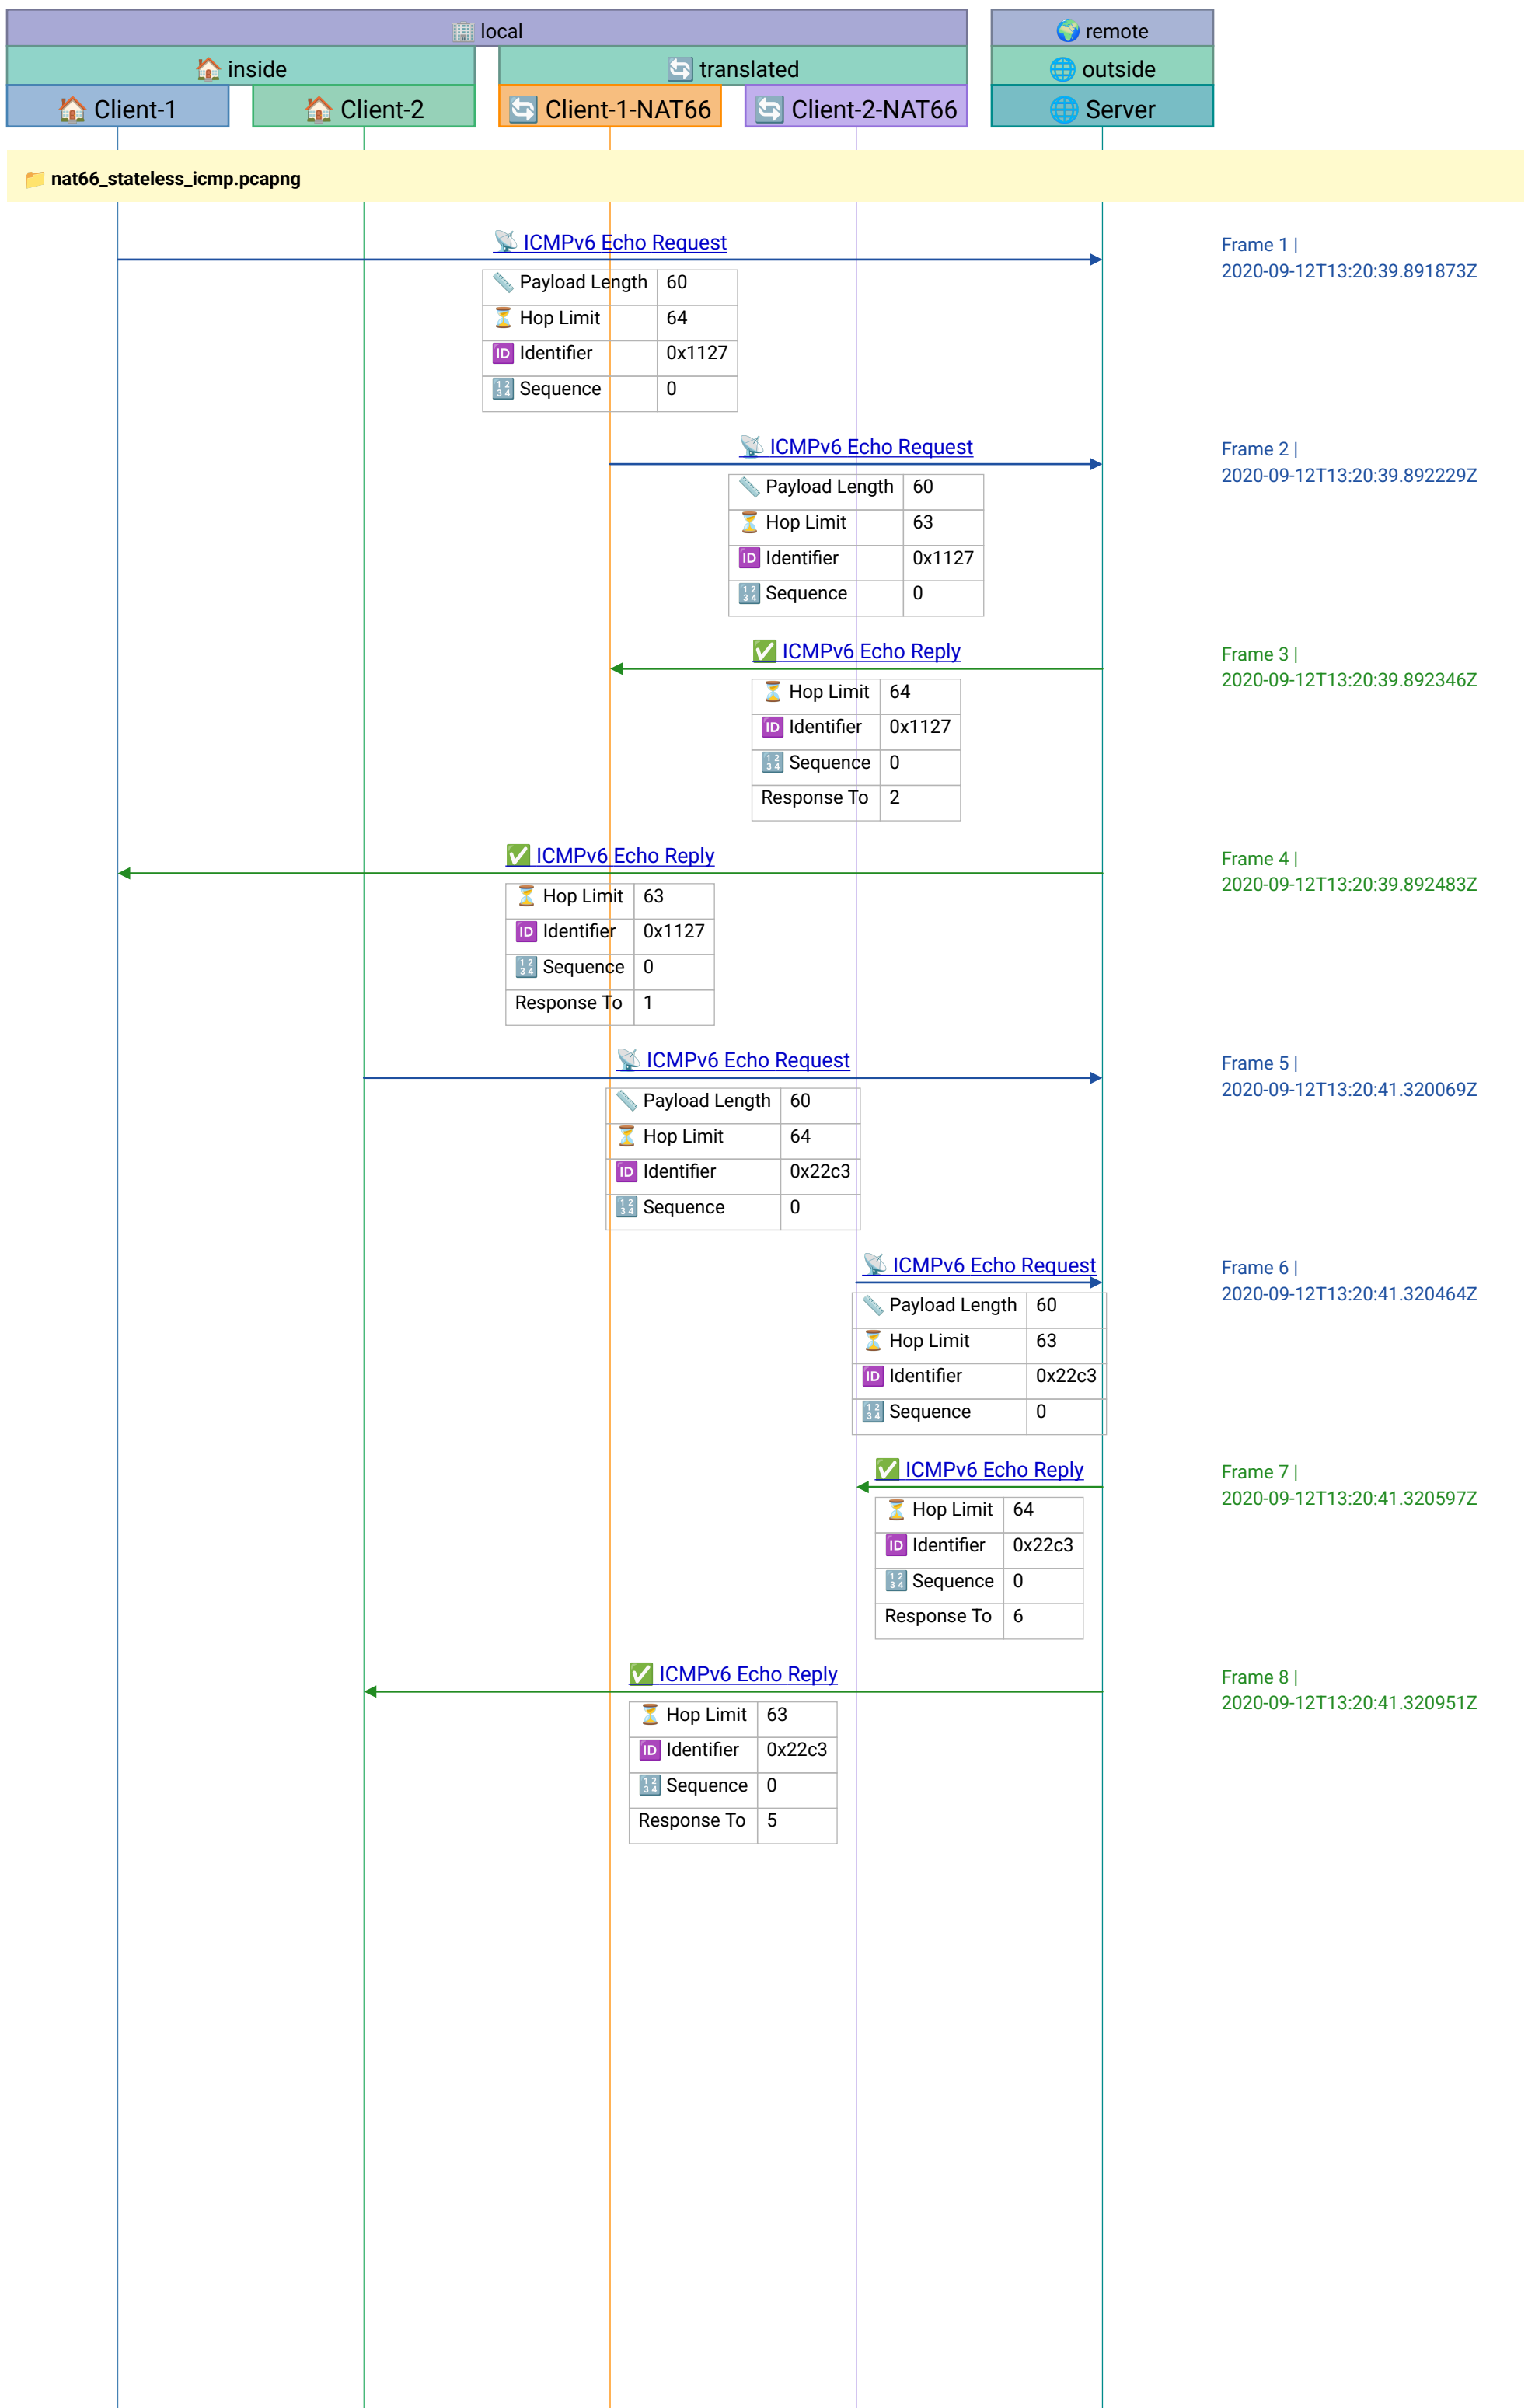 🏢 local
🌍 remote
🏠 inside
🔄 translated
🌐 outside
🏠 Client-1
🏠 Client-2
🔄 Client-1-NAT66
🔄 Client-2-NAT66
🌐 Server
📁 nat66_stateless_icmp.pcapng
📡 ICMPv6 Echo Request
Frame 1 |
2020-09-12T13:20:39.891873Z
📏 Payload Length 60
⏳ Hop Limit 64
🆔 Identifier 0x1127
🔢 Sequence 0
📡 ICMPv6 Echo Request
Frame 2 |
2020-09-12T13:20:39.892229Z
📏 Payload Length 60
⏳ Hop Limit 63
🆔 Identifier 0x1127
🔢 Sequence 0
✅ ICMPv6 Echo Reply
Frame 3 |
2020-09-12T13:20:39.892346Z
⏳ Hop Limit 64
🆔 Identifier 0x1127
🔢 Sequence 0
Response To 2
✅ ICMPv6 Echo Reply
Frame 4 |
2020-09-12T13:20:39.892483Z
⏳ Hop Limit 63
🆔 Identifier 0x1127
🔢 Sequence 0
Response To 1
📡 ICMPv6 Echo Request
Frame 5 |
2020-09-12T13:20:41.320069Z
📏 Payload Length 60
⏳ Hop Limit 64
🆔 Identifier 0x22c3
🔢 Sequence 0
📡 ICMPv6 Echo Request
Frame 6 |
2020-09-12T13:20:41.320464Z
📏 Payload Length 60
⏳ Hop Limit 63
🆔 Identifier 0x22c3
🔢 Sequence 0
✅ ICMPv6 Echo Reply
Frame 7 |
2020-09-12T13:20:41.320597Z
⏳ Hop Limit 64
🆔 Identifier 0x22c3
🔢 Sequence 0
Response To 6
✅ ICMPv6 Echo Reply
Frame 8 |
2020-09-12T13:20:41.320951Z
⏳ Hop Limit 63
🆔 Identifier 0x22c3
🔢 Sequence 0
Response To 5